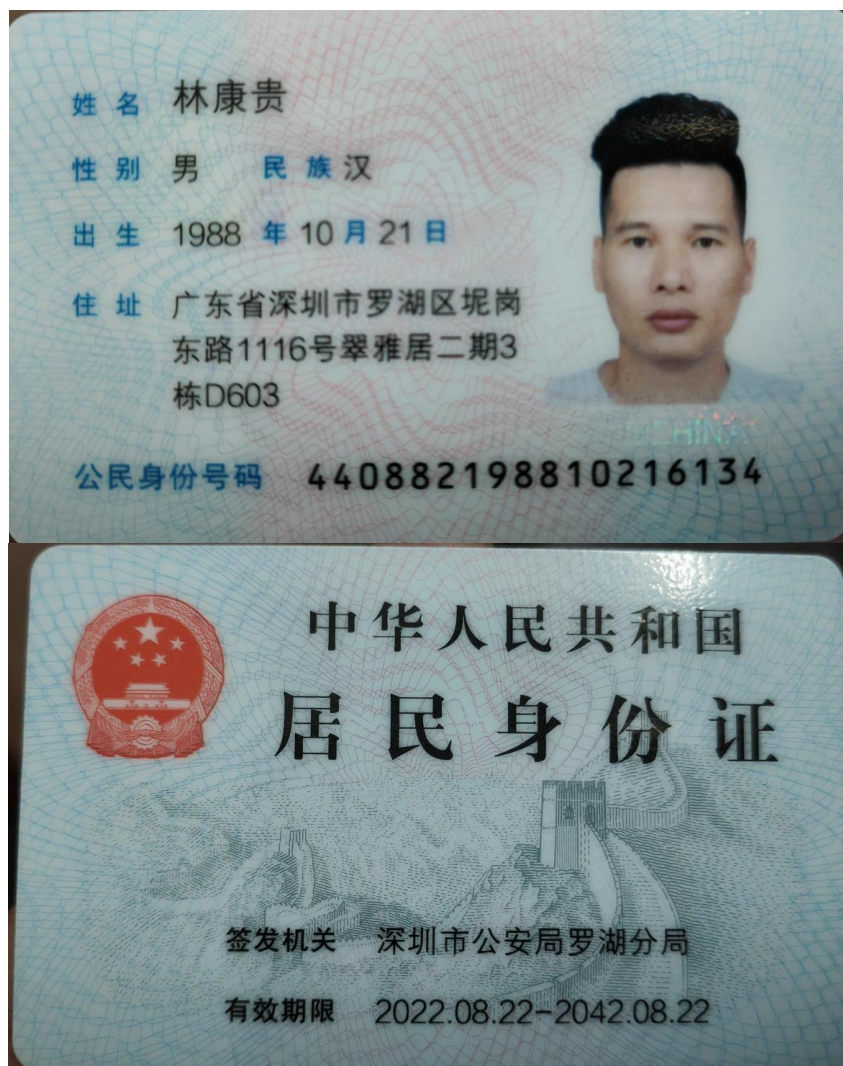 姓名 林康贵
性别 男 民族 汉
出生 1988 年 10 月 21 日
住址 广东省深圳市罗湖区坭岗
东路1116号翠雅居二期3
栋D603
CHINA
公民身份号码 440882198810216134
中华人民共和国
居民身份证
签发机关 深圳市公安局罗湖分局
有效期限 2022.08.22-2042.08.22